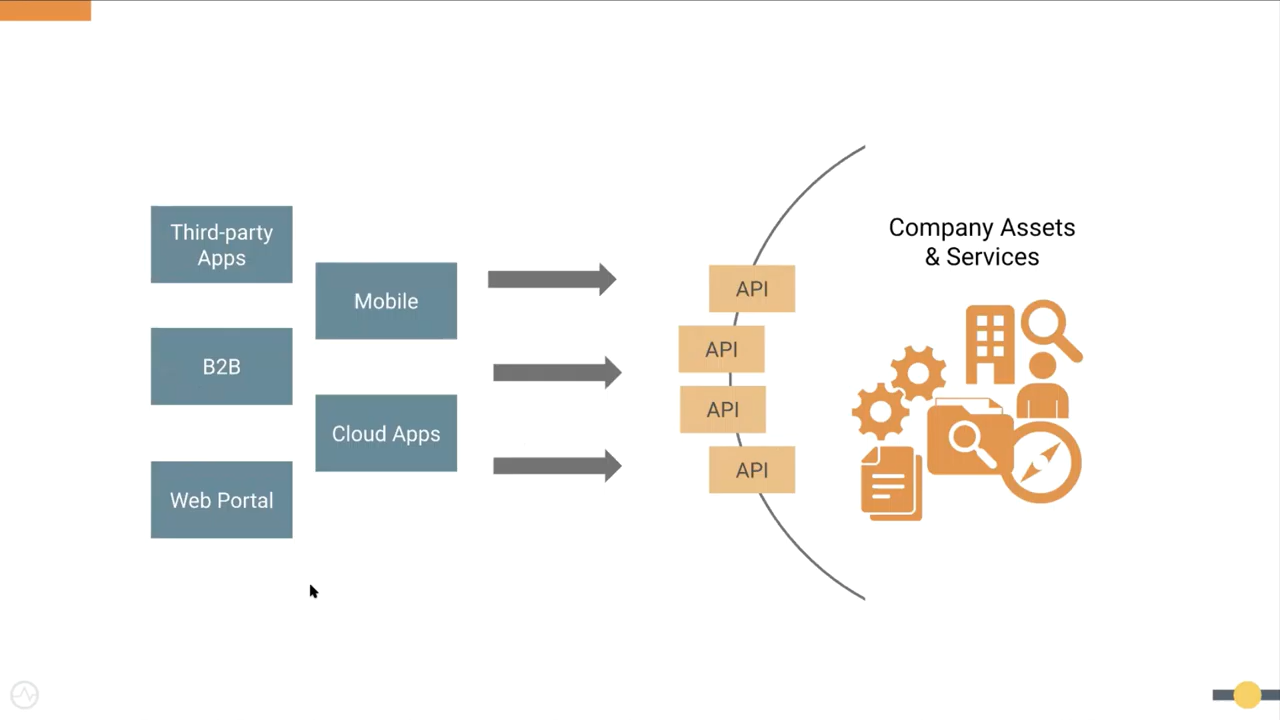 Third-party
Apps
Mobile
B2B
Cloud Apps
Web Portal
API
API
API
API
Company Assets
& Services